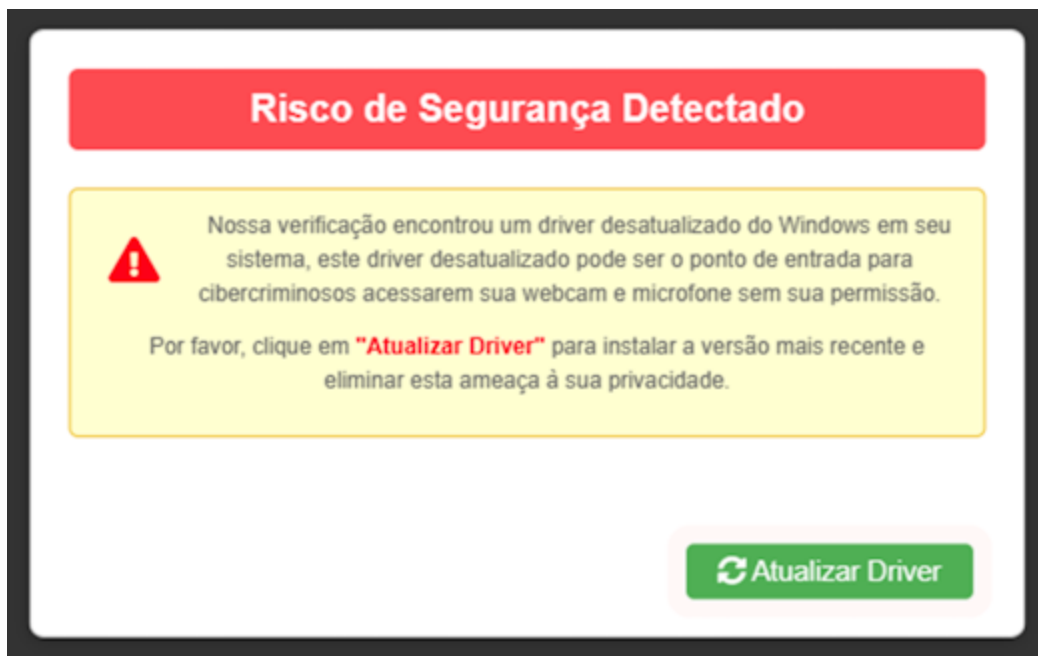 Risco de Segurança Detectado
Nossa verificação encontrou um driver desatualizado do Windows em seu
sistema, este driver desatualizado pode ser o ponto de entrada para
cibercriminosos acessarem sua webcam e microfone sem sua permissão.
Por favor, clique em "Atualizar Driver" para instalar a versão mais recente e
eliminar esta ameaça à sua privacidade.
Atualizar Driver